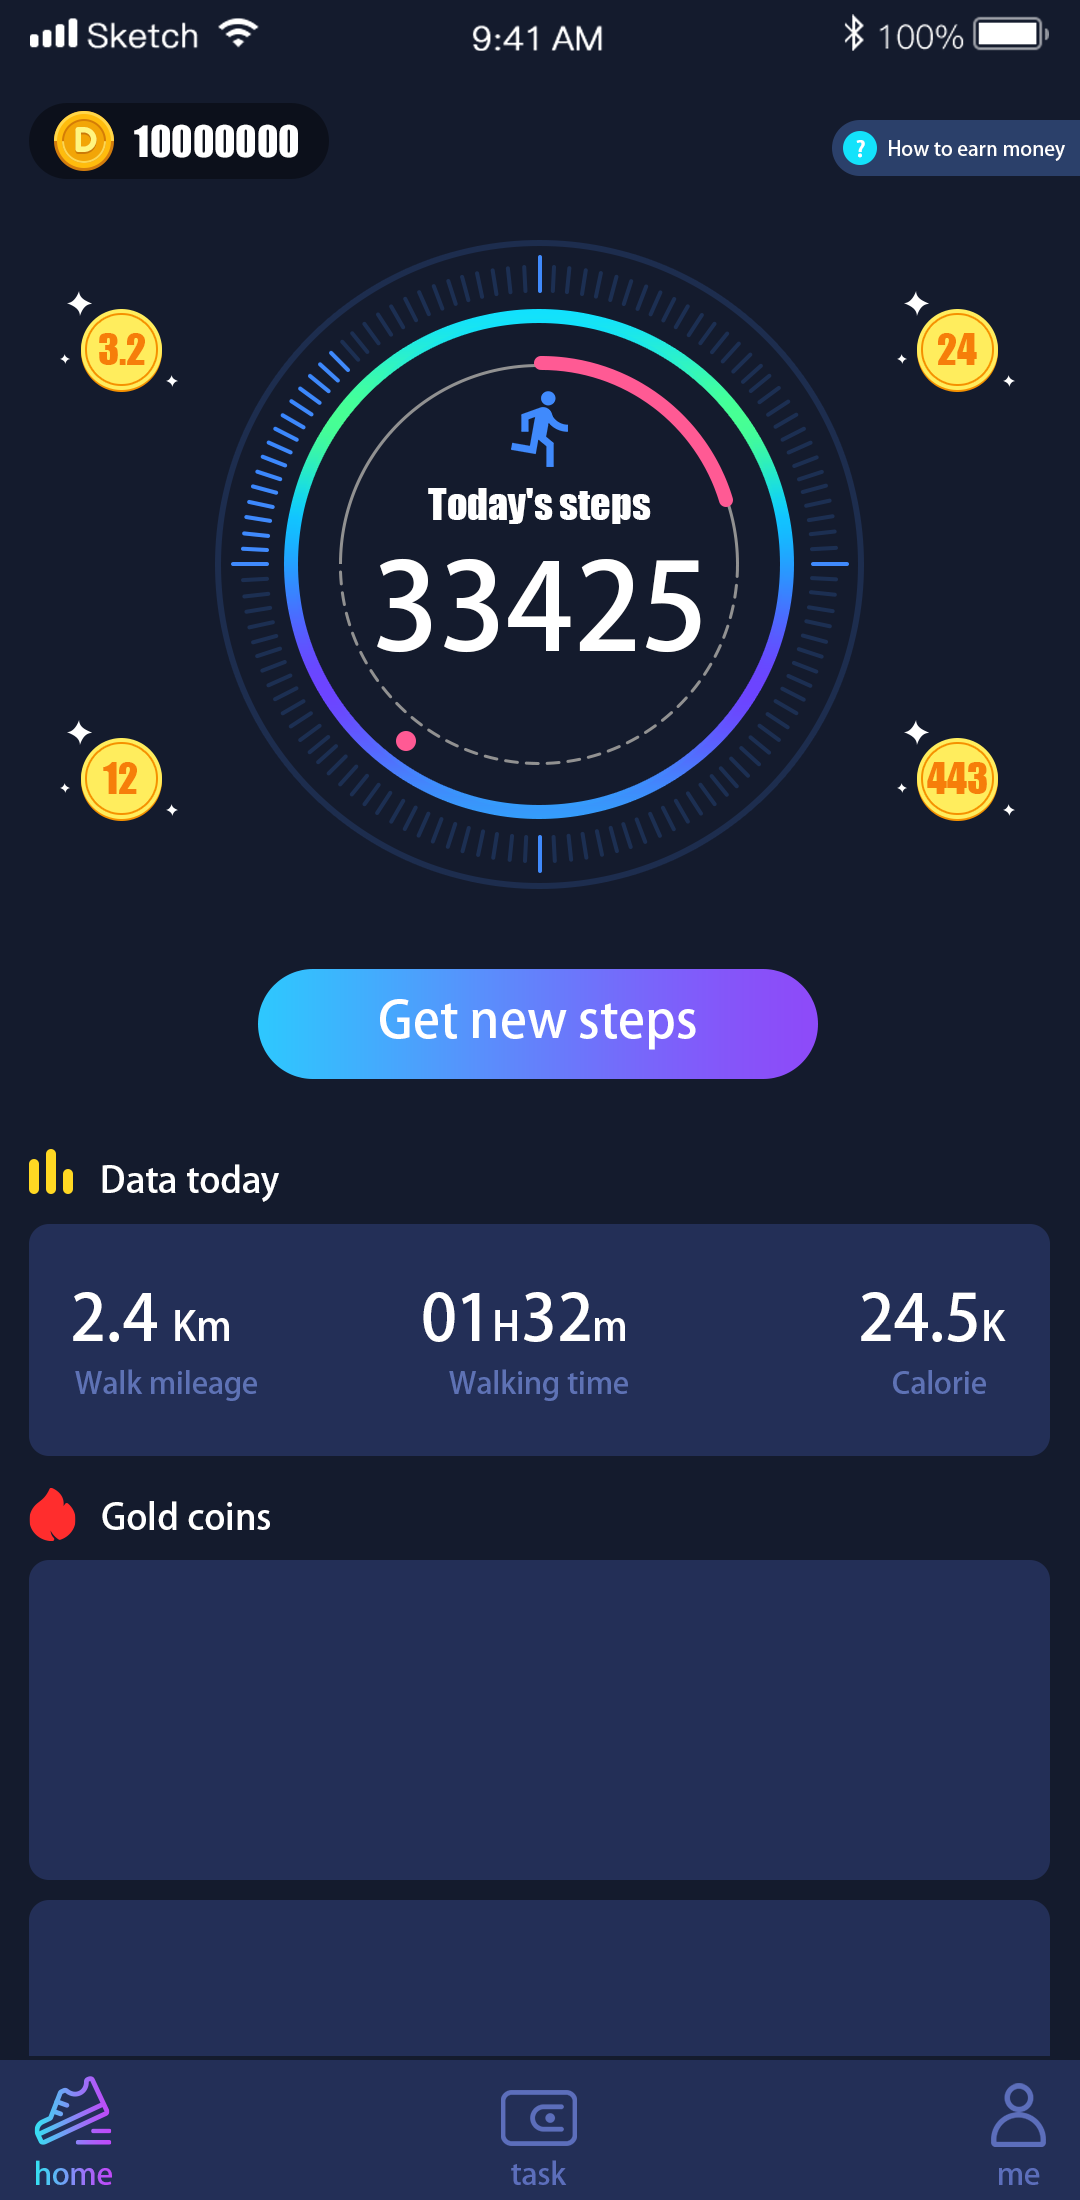 Sketch 9:41 AM 100%
D 10000000
? How to earn money
3.2
24
Today's steps
33425
12
443
Get new steps
Data today
2.4 Km 01H32m 24.5K
Walk mileage Walking time Calorie
Gold coins
home task me